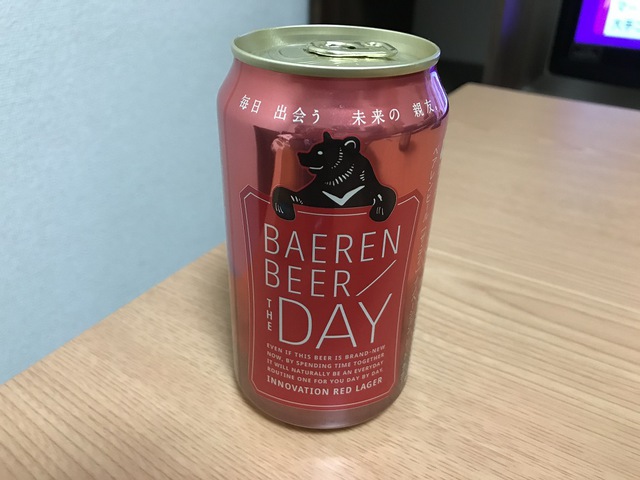 毎日 出会う 未来の 親友。
BAEREN
BEER
THE
DAY
EVEN IF THIS BEER IS BRAND-NEW
NOW, BY SPENDING TIME TOGETHER
IT WILL NATURALLY BE AN EVERYDAY
ROUTINE ONE FOR YOU DAY BY DAY.
INNOVATION RED LAGER